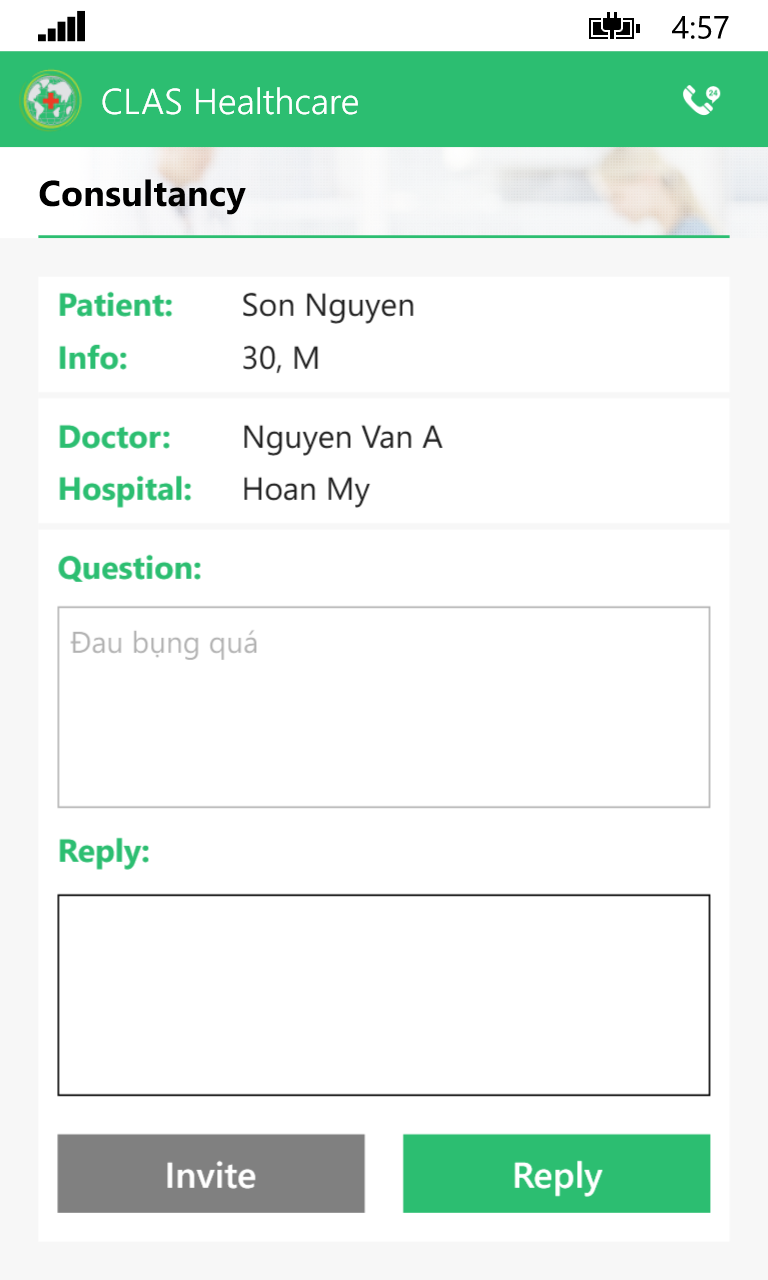 4:57
CLAS Healthcare
24
Consultancy
Patient: Son Nguyen
Info: 30, M
Doctor: Nguyen Van A
Hospital: Hoan My
Question:
Đau bụng quá
Reply:
Invite Reply